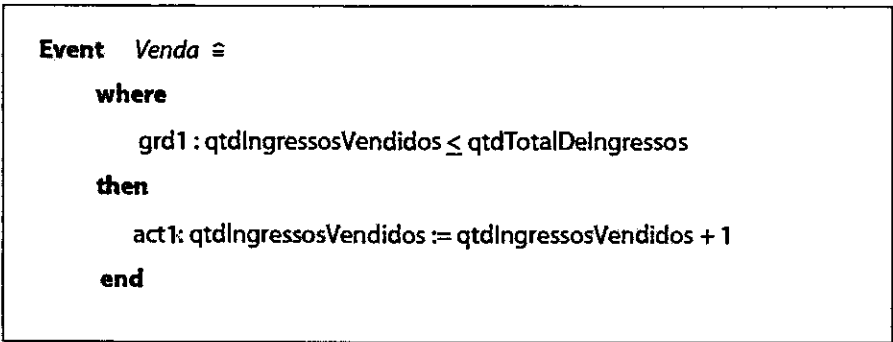 Event Venda ≙
where
grd1 : qtdIngressosVendidos ≤ qtdTotalDeIngressos
then
act1: qtdIngressosVendidos := qtdIngressosVendidos + 1
end